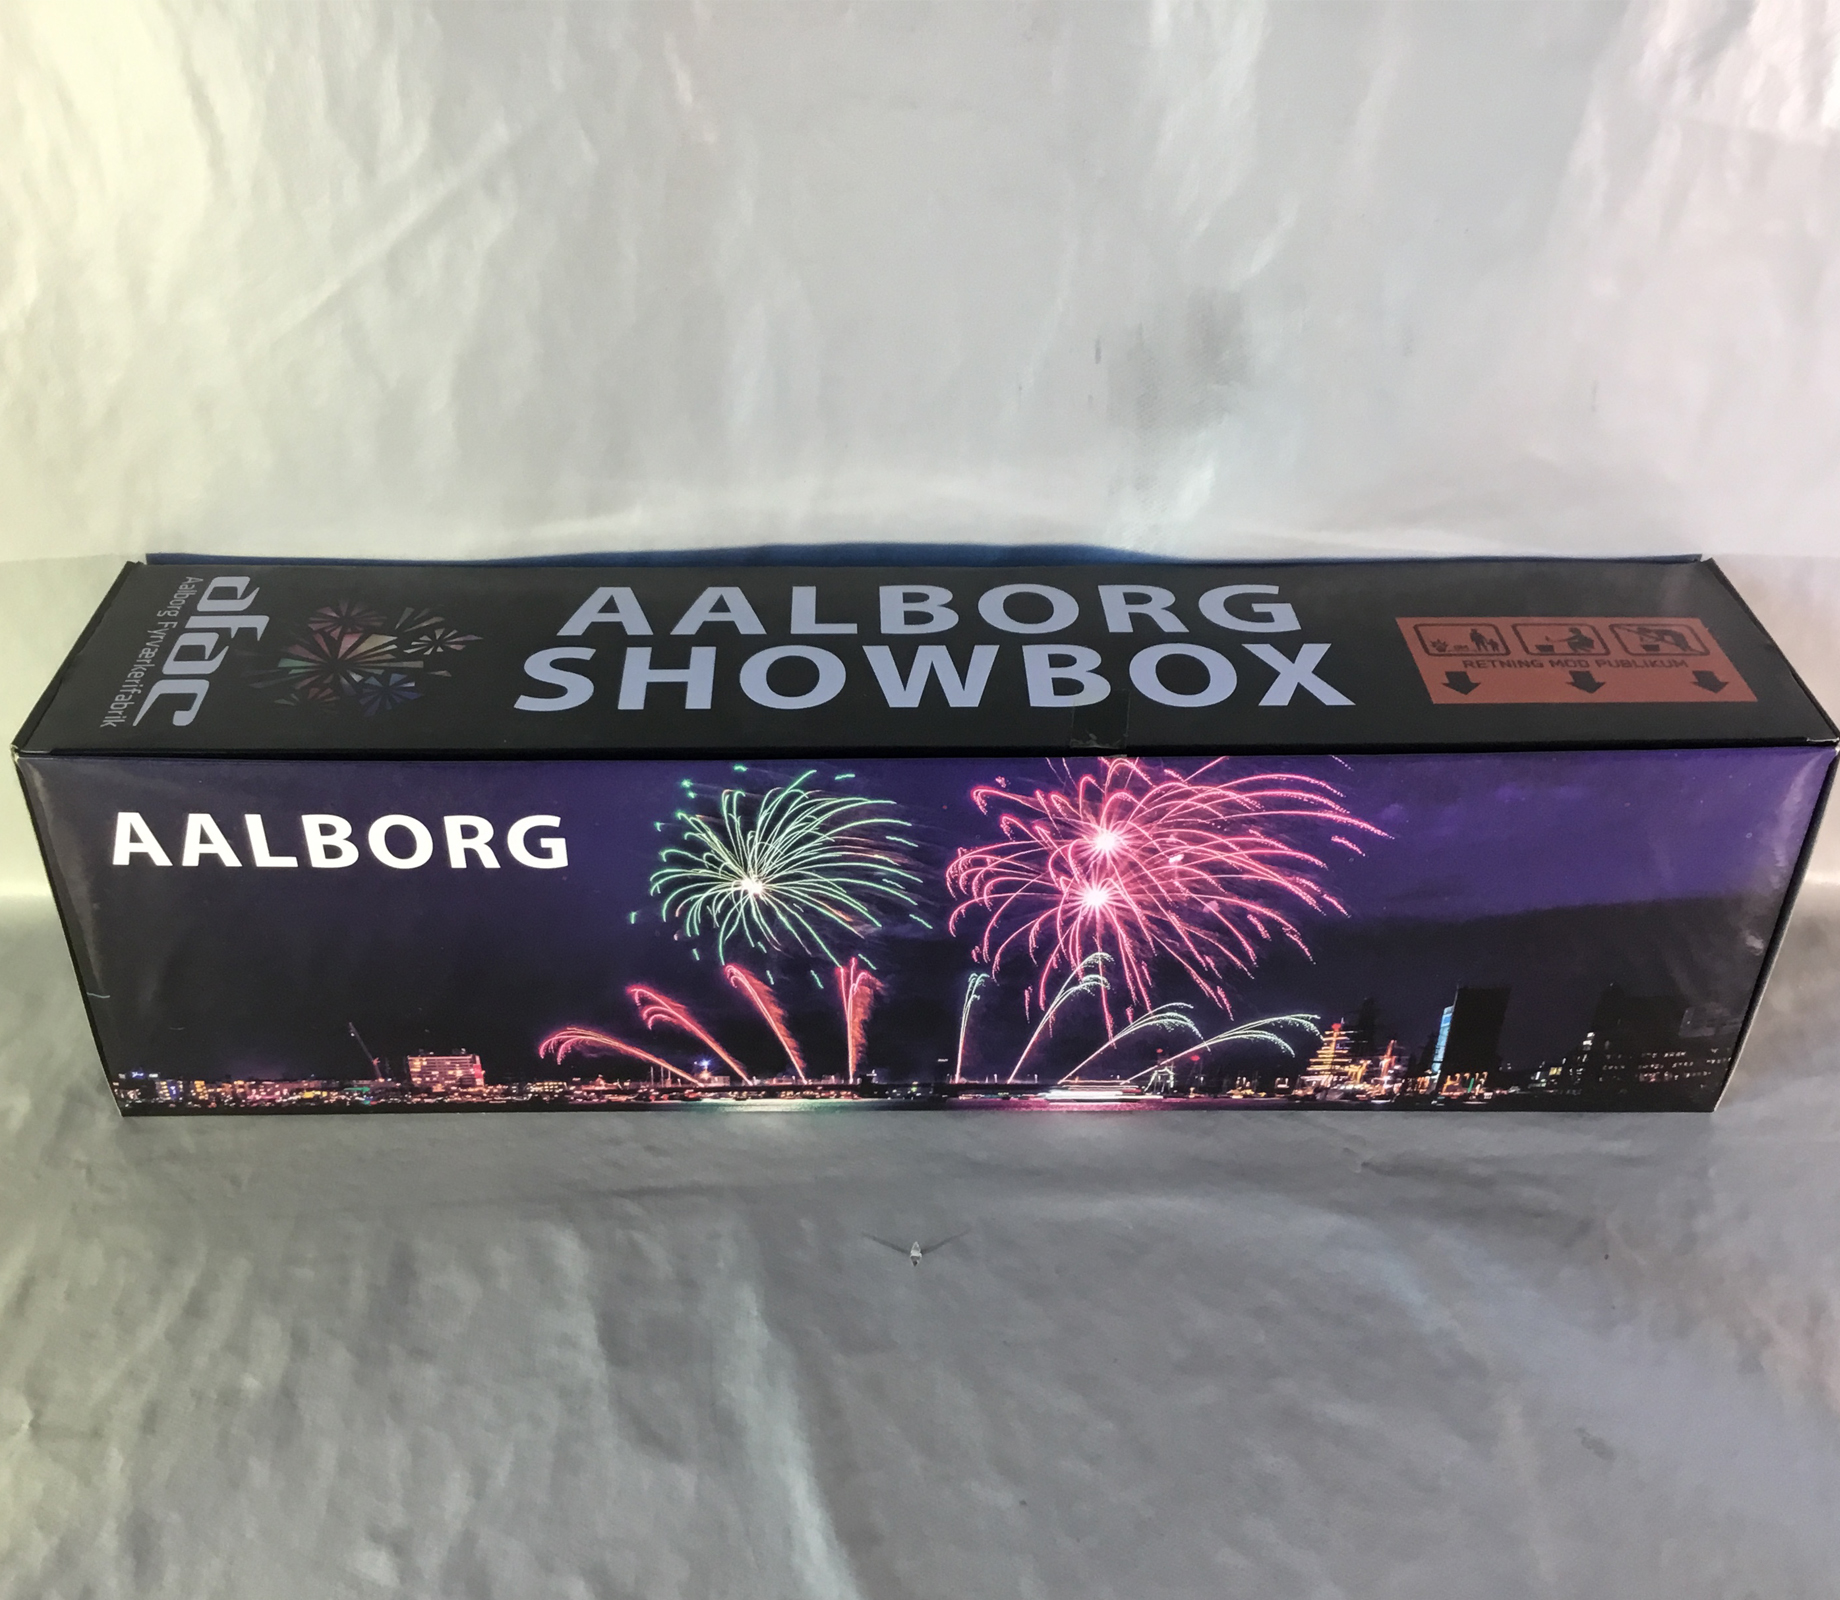 afac
Aalborg Fyrværkerifabrik
AALBORG
SHOWBOX
RETNING MOD PUBLIKUM
AALBORG